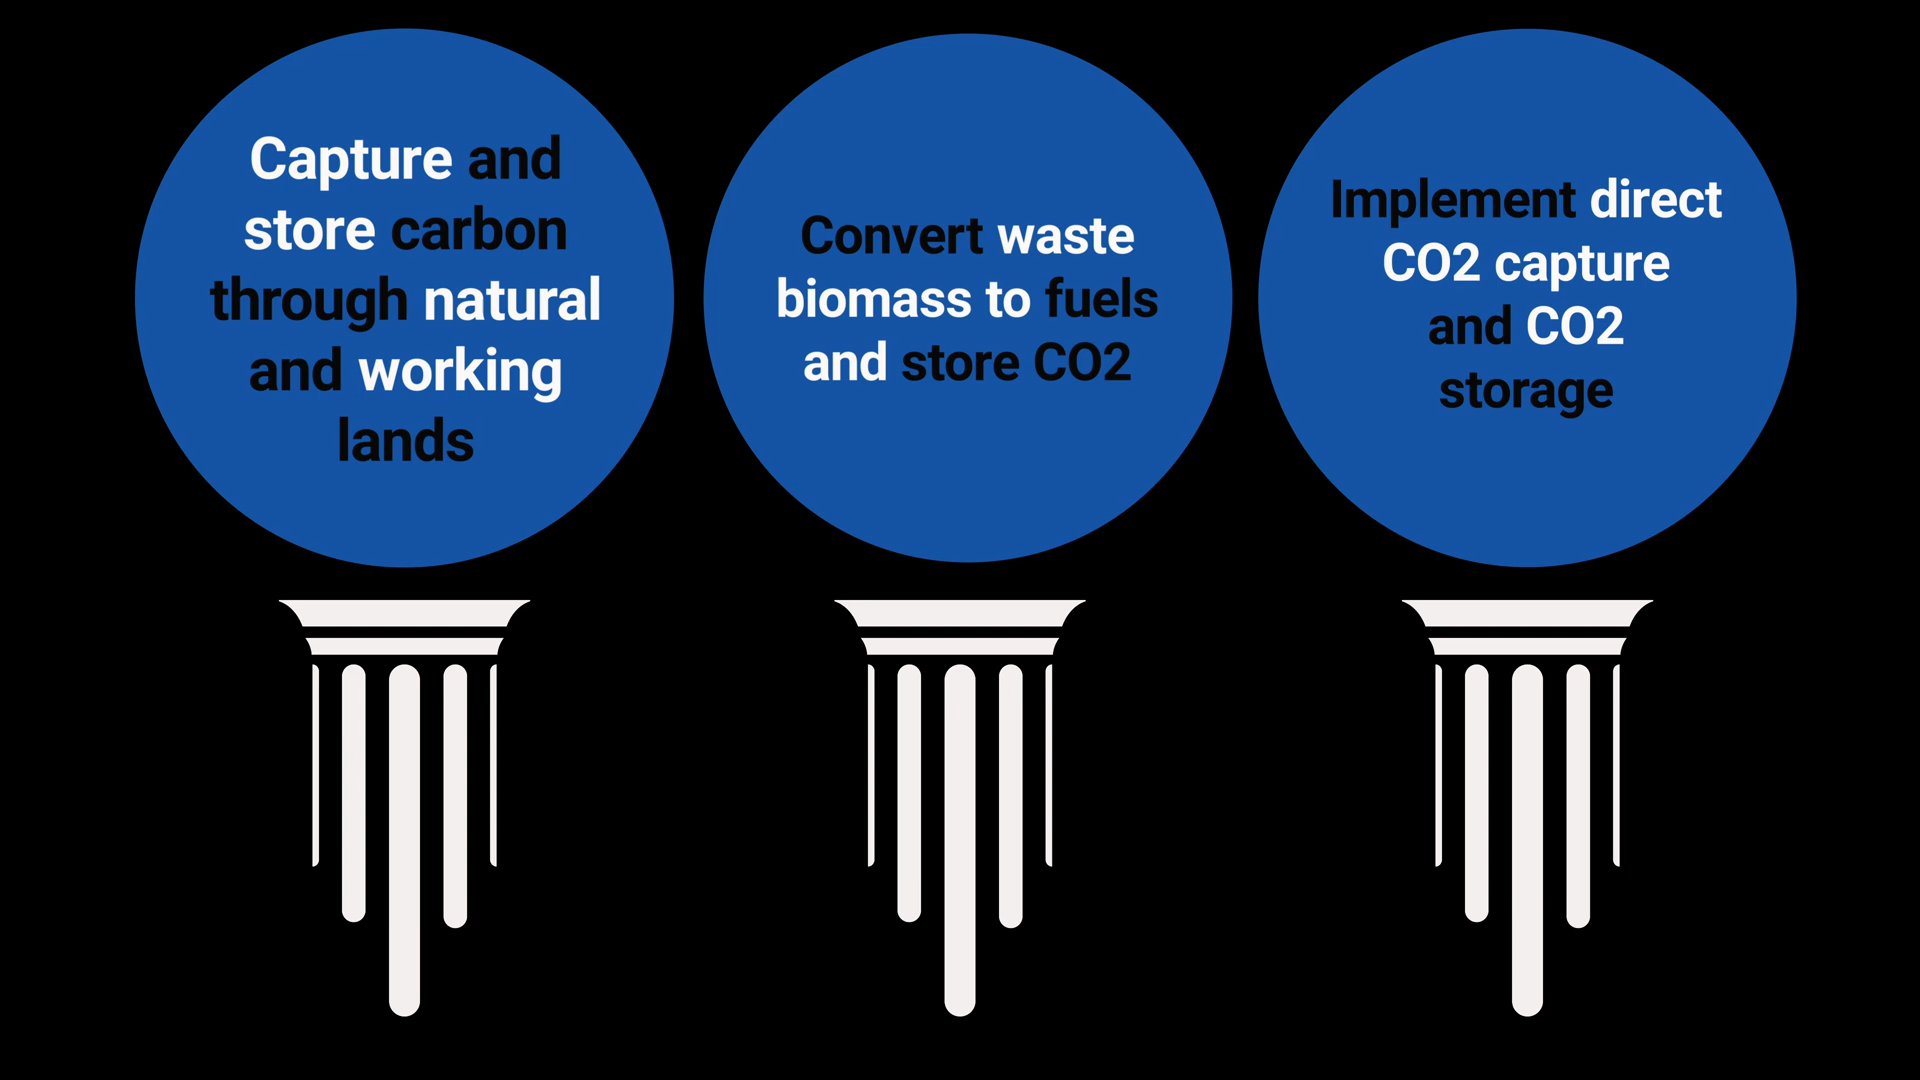 Capture and
store carbon
through natural
and working
lands
Convert waste
biomass to fuels
and store CO2
Implement direct
CO2 capture
and CO2
storage